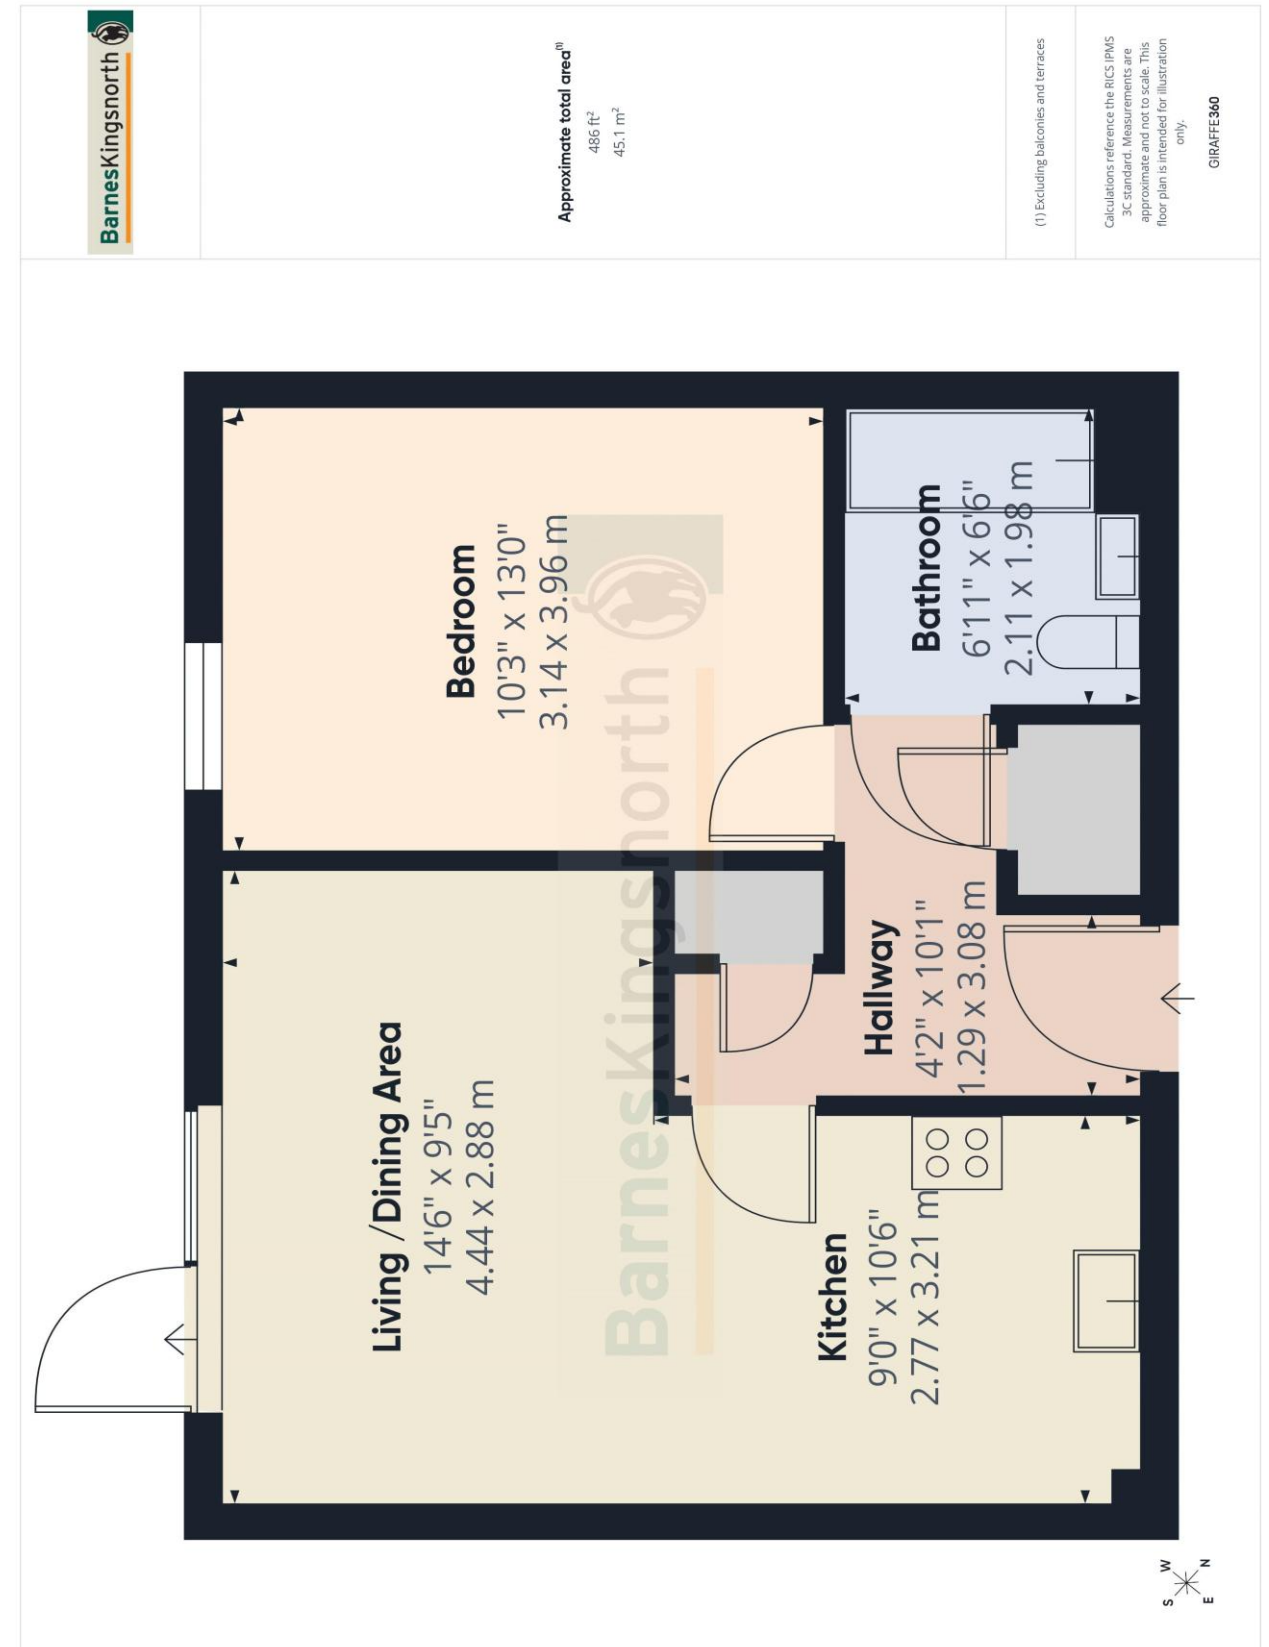 BarnesKingsnorth
Approximate total area(1)
486 ft²
45.1 m²
(1) Excluding balconies and terraces
Calculations reference the RICS IPMS
3C standard. Measurements are
approximate and not to scale. This
floor plan is intended for illustration
only.
GIRAFFE360
Bedroom
10'3" x 13'0"
3.14 x 3.96 m
Bathroom
6'11" x 6'6"
2.11 x 1.98 m
Living /Dining Area
14'6" x 9'5"
4.44 x 2.88 m
Hallway
4'2" x 10'1"
1.29 x 3.08 m
Kitchen
9'0" x 10'6"
2.77 x 3.21 m
BarnesKingsnorth
S W
E N